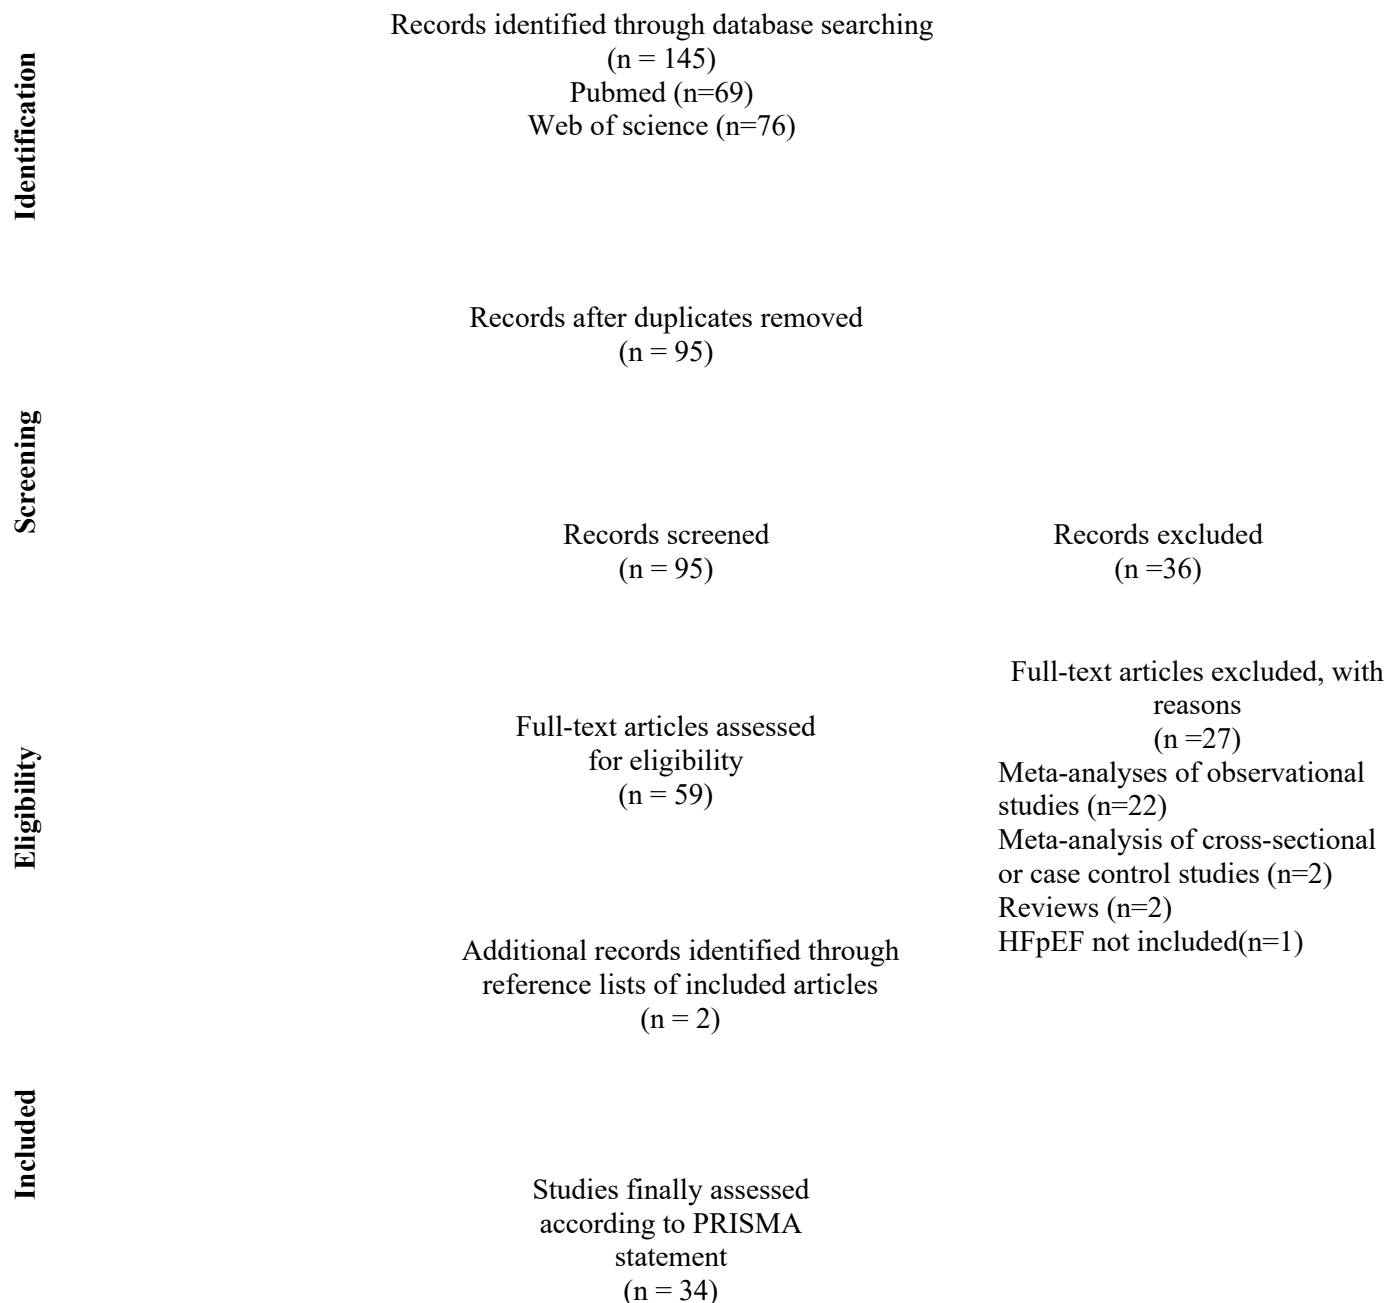 Identification
Records identified through database searching
(n = 145)
Pubmed (n=69)
Web of science (n=76)
Records after duplicates removed
(n = 95)
Screening
Records screened
(n = 95)
Records excluded
(n =36)
Eligibility
Full-text articles assessed
for eligibility
(n = 59)
Full-text articles excluded, with
reasons
(n =27)
Meta-analyses of observational
studies (n=22)
Meta-analysis of cross-sectional
or case control studies (n=2)
Reviews (n=2)
HFpEF not included(n=1)
Additional records identified through
reference lists of included articles
(n = 2)
Included
Studies finally assessed
according to PRISMA
statement
(n = 34)